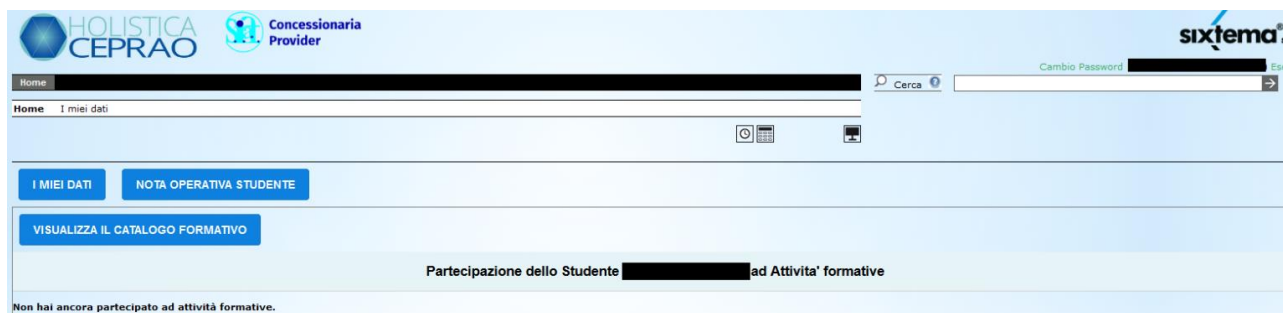 HOLISTICA
CEPRAO
Concessionaria
Provider
sixtema
Cambio Password
Home
Cerca
Home I miei dati
I MIEI DATI NOTA OPERATIVA STUDENTE
VISUALIZZA IL CATALOGO FORMATIVO
Partecipazione dello Studente ad Attivita' formative
Non hai ancora partecipato ad attività formative.